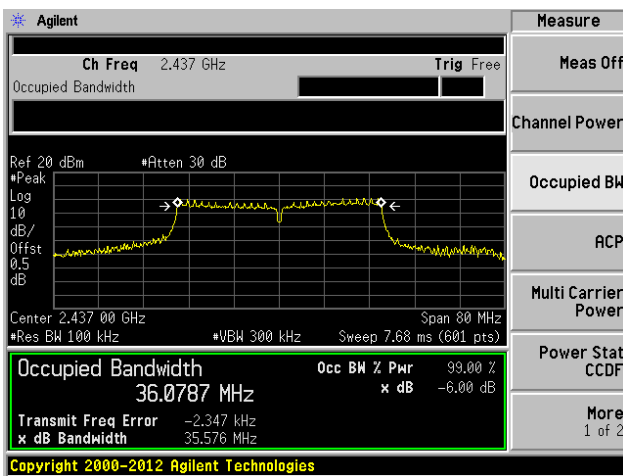 Agilent
Measure
Ch Freq 2.437 GHz Trig Free
Occupied Bandwidth
Meas Off
Channel Power
Ref 20 dBm #Atten 30 dB
#Peak
Log
10
dB/
Offst
0.5
dB
Occupied BW
ACP
Center 2.437 00 GHz Span 80 MHz
#Res BW 100 kHz #VBW 300 kHz Sweep 7.68 ms (601 pts)
Multi Carrier
Power
Occupied Bandwidth Occ BW % Pwr 99.00 %
36.0787 MHz x dB -6.00 dB
Power Stat
CCDF
Transmit Freq Error -2.347 kHz
x dB Bandwidth 35.576 MHz
More
1 of 2
Copyright 2000-2012 Agilent Technologies